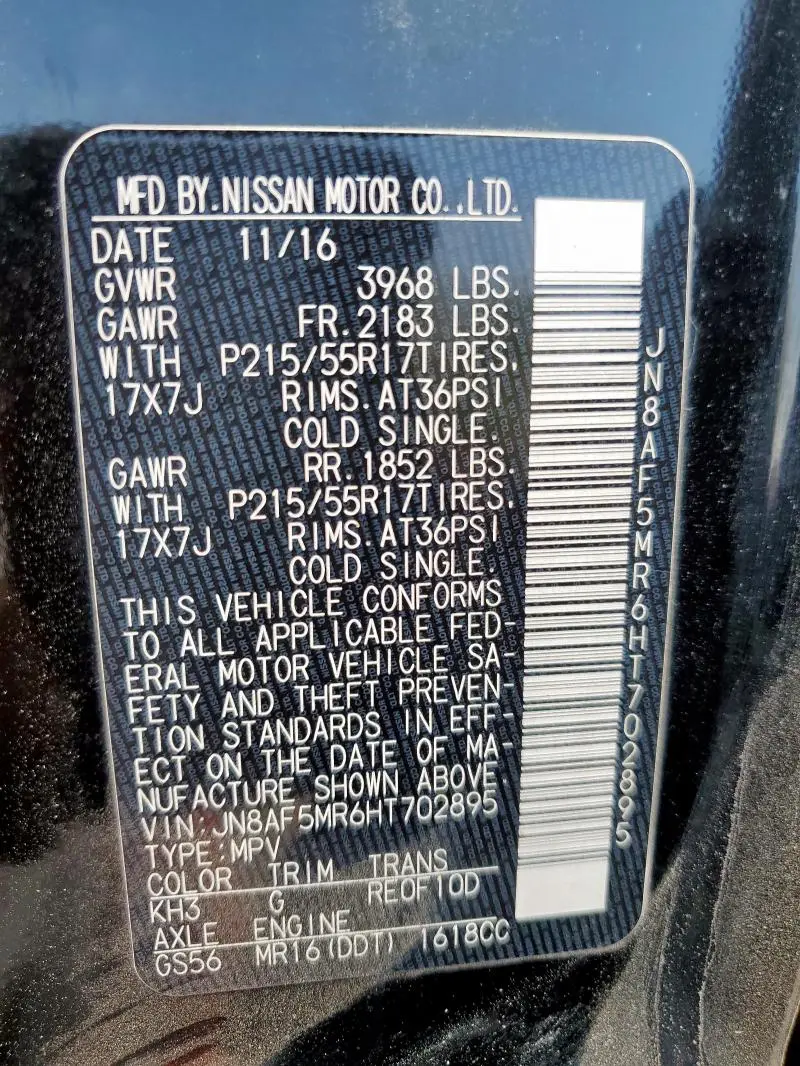 MFD BY.NISSAN MOTOR CO.,LTD.
DATE 11/16
GVWR 3968 LBS.
GAWR FR.2183 LBS.
WITH P215/55R17TIRES.
17X7J RIMS.AT36PSI
COLD SINGLE.
GAWR RR.1852 LBS.
WITH P215/55R17TIRES.
17X7J RIMS.AT36PSI
COLD SINGLE.
THIS VEHICLE CONFORMS
TO ALL APPLICABLE FED-
ERAL MOTOR VEHICLE SA-
FETY AND THEFT PREVEN-
TION STANDARDS IN EFF-
ECT ON THE DATE OF MA-
NUFACTURE SHOWN ABOVE.
VIN:JN8AF5MR6HT702895
TYPE:MPV
COLOR TRIM TRANS
KH3 G RE0F10D
AXLE ENGINE
GS56 MR16(DDT) 1618CC
JN8AF5MR6HT702895